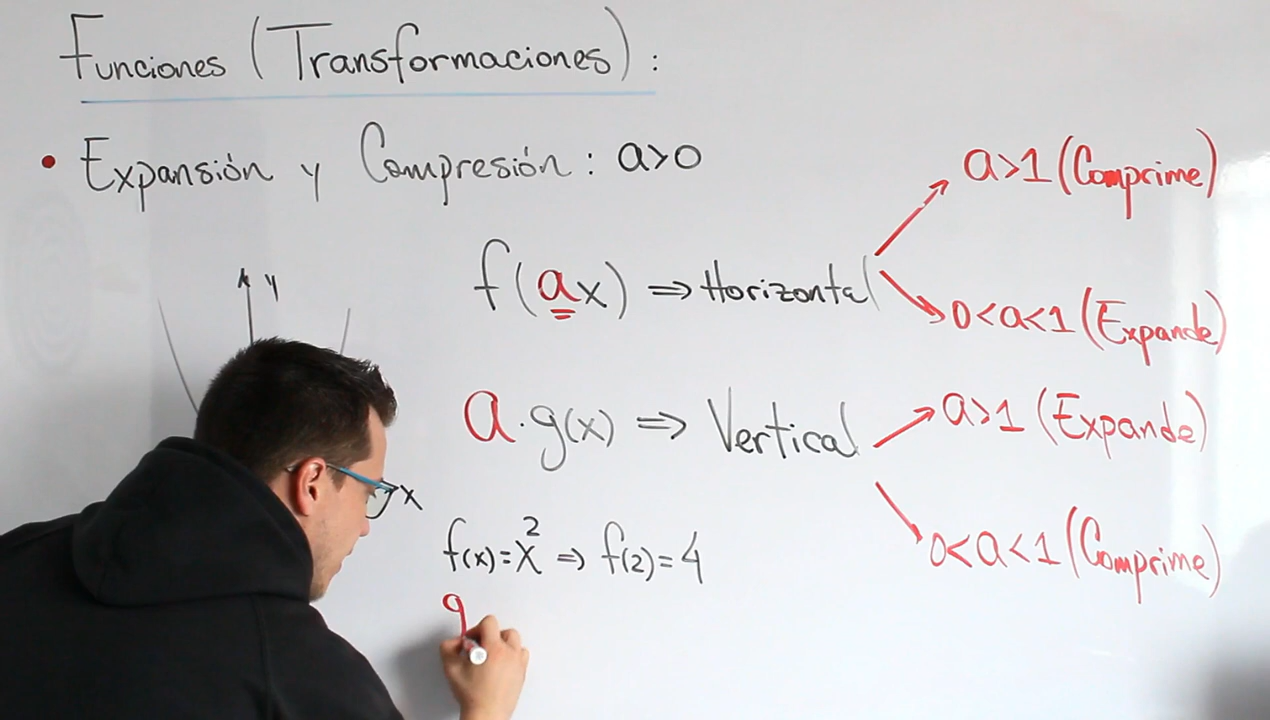 Funciones (Transformaciones):
• Expansión y Compresión: a>0
y
x
f(ax) ⇒ Horizontal
a>1 (Comprime)
0<a<1 (Expande)
a·g(x) ⇒ Vertical
a>1 (Expande)
0<a<1 (Comprime)
f(x)=x² ⇒ f(2)=4
g